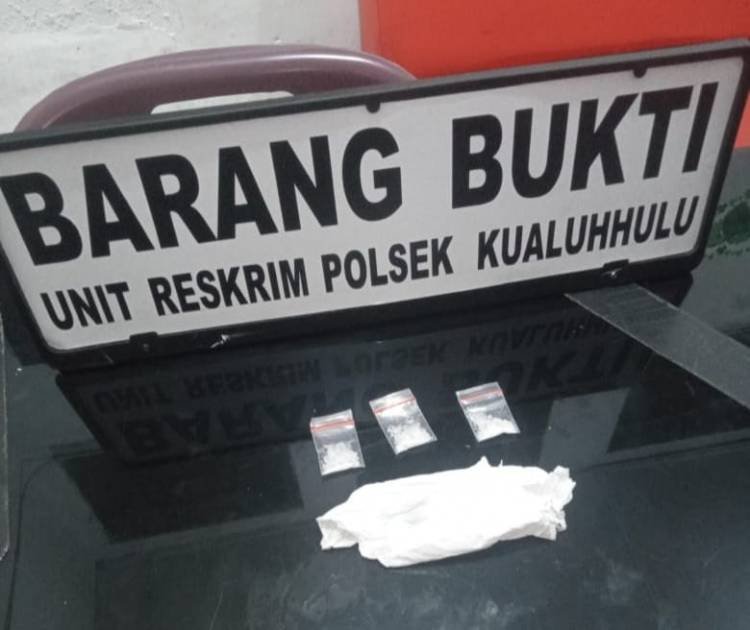 BARANG BUKTI
UNIT RESKRIM POLSEK KUALUHHULU